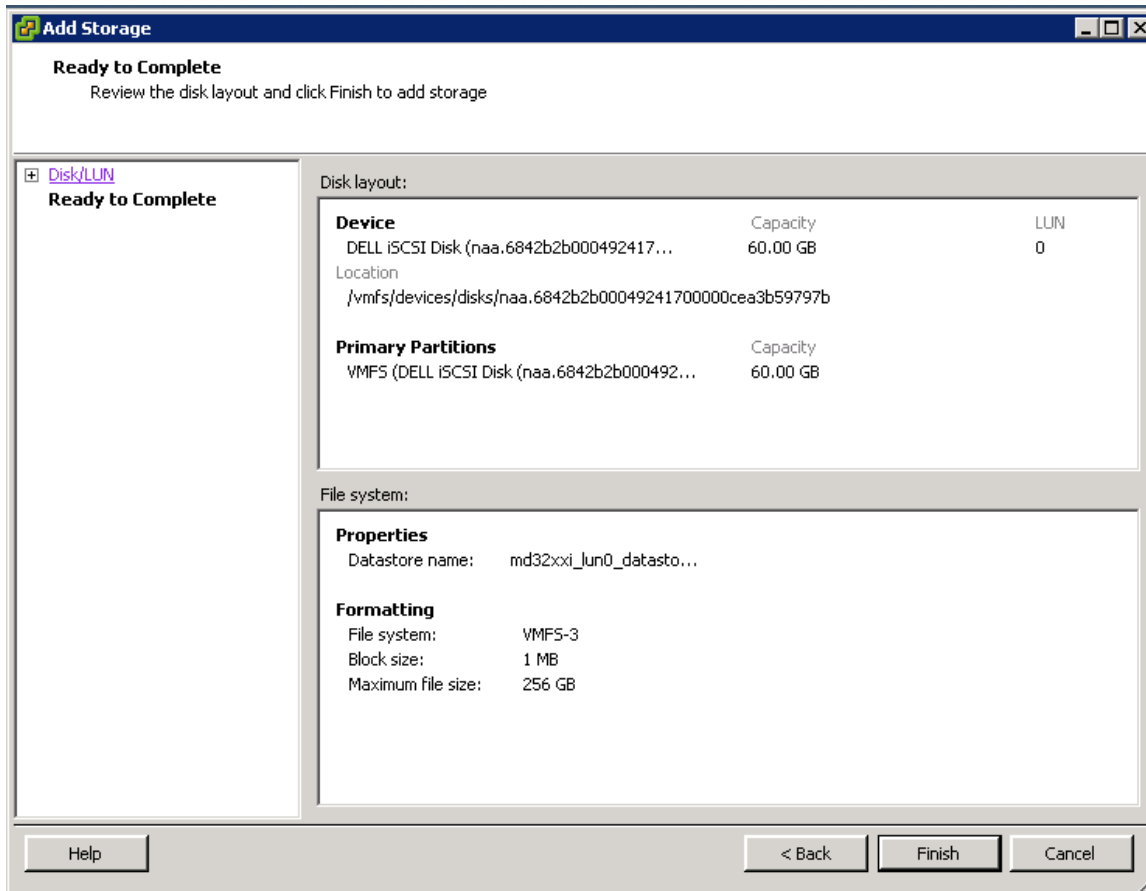 Add Storage
Ready to Complete
Review the disk layout and click Finish to add storage
Disk/LUN
Ready to Complete
Disk layout:
Device Capacity LUN
DELL iSCSI Disk (naa.6842b2b000492417... 60.00 GB 0
Location
/vmfs/devices/disks/naa.6842b2b00049241700000cea3b59797b
Primary Partitions Capacity
VMFS (DELL iSCSI Disk (naa.6842b2b000492... 60.00 GB
File system:
Properties
Datastore name: md32xxi_lun0_datasto...
Formatting
File system: VMFS-3
Block size: 1 MB
Maximum file size: 256 GB
Help < Back Finish Cancel